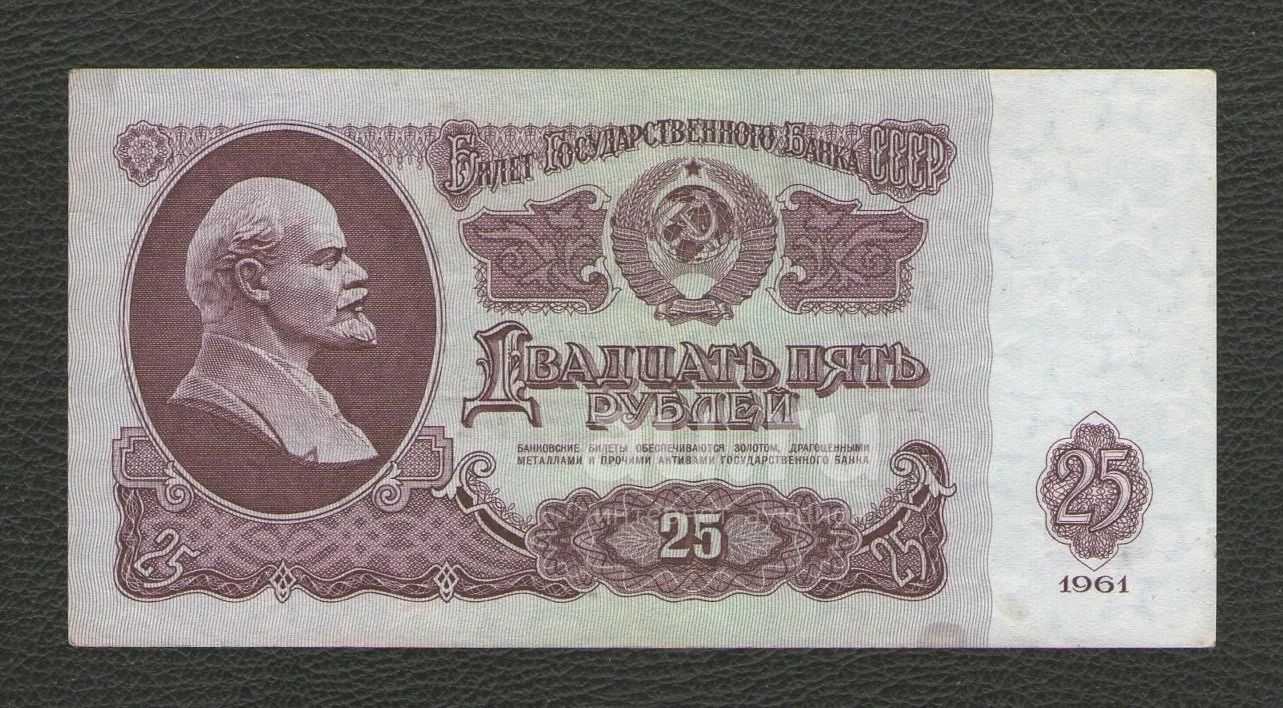 Билет Государственного Банка СССР
Двадцать пять
рублей
БАНКОВСКИЕ БИЛЕТЫ ОБЕСПЕЧИВАЮТСЯ ЗОЛОТОМ, ДРАГОЦЕННЫМИ
МЕТАЛЛАМИ И ПРОЧИМИ АКТИВАМИ ГОСУДАРСТВЕННОГО БАНКА
25
25
25
25
1961